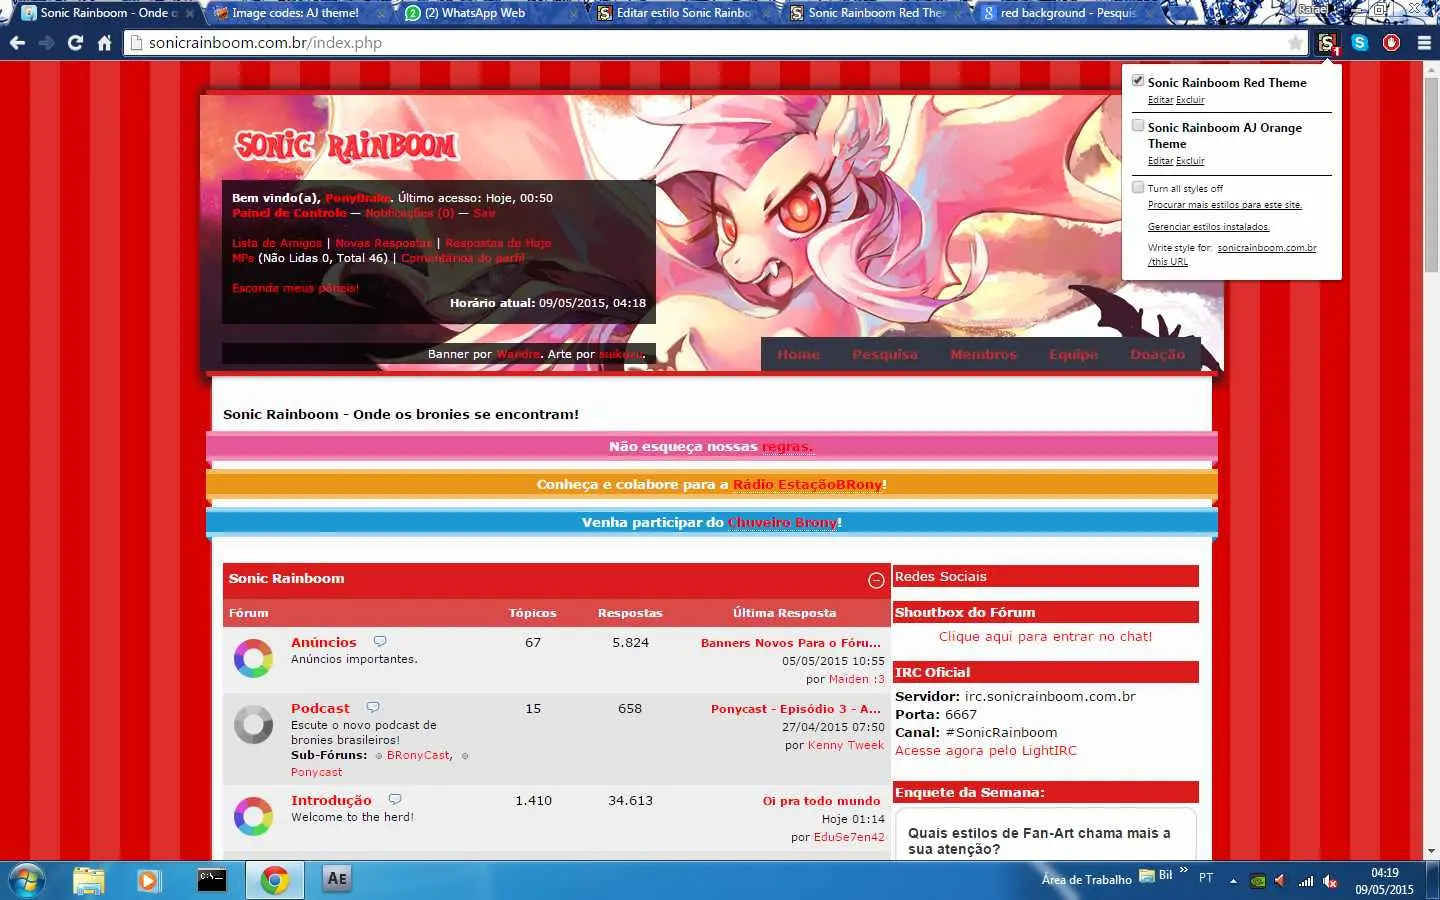 Sonic Rainboom - Onde o
Image codes: AJ theme!
(2) WhatsApp Web
Editar estilo Sonic Rainbo
Sonic Rainboom Red The
red background - Pesquis
Rafael
sonicrainboom.com.br/index.php
Sonic Rainboom Red Theme
Editar Excluir
Sonic Rainboom AJ Orange
Theme
Editar Excluir
Turn all styles off
Procurar mais estilos para este site.
Gerenciar estilos instalados.
Write style for: sonicrainboom.com.br
/this URL
SONIC RAINBOOM
Bem vindo(a), PonyDrake. Último acesso: Hoje, 00:50
Painel de Controle — Notificações (0) — Sair
Lista de Amigos | Novas Respostas | Respostas de Hoje
MPs (Não Lidas 0, Total 46) | Comentários do perfil
Esconda meus páneis!
Horário atual: 09/05/2015, 04:18
Banner por Wandre. Arte por suikuzu.
Home Pesquisa Membros Equipe Doação
Sonic Rainboom - Onde os bronies se encontram!
Não esqueça nossas regras.
Conheça e colabore para a Rádio EstaçãoBRony!
Venha participar do Chuveiro Brony!
Sonic Rainboom
Fórum Tópicos Respostas Última Resposta
Anúncios 67 5.824 Banners Novos Para o Fóru...
Anúncios importantes. 05/05/2015 10:55
por Maiden :3
Podcast 15 658 Ponycast - Episódio 3 - A...
Escute o novo podcast de 27/04/2015 07:50
bronies brasileiros! por Kenny Tweek
Sub-Fóruns: BRonyCast,
Ponycast
Introdução 1.410 34.613 Oi pra todo mundo
Welcome to the herd! Hoje 01:14
por EduSe7en42
Redes Sociais
Shoutbox do Fórum
Clique aqui para entrar no chat!
IRC Oficial
Servidor: irc.sonicrainboom.com.br
Porta: 6667
Canal: #SonicRainboom
Acesse agora pelo LightIRC
Enquete da Semana:
Quais estilos de Fan-Art chama mais a
sua atenção?
C:\.
AE
Área de Trabalho
Bil
PT
04:19
09/05/2015